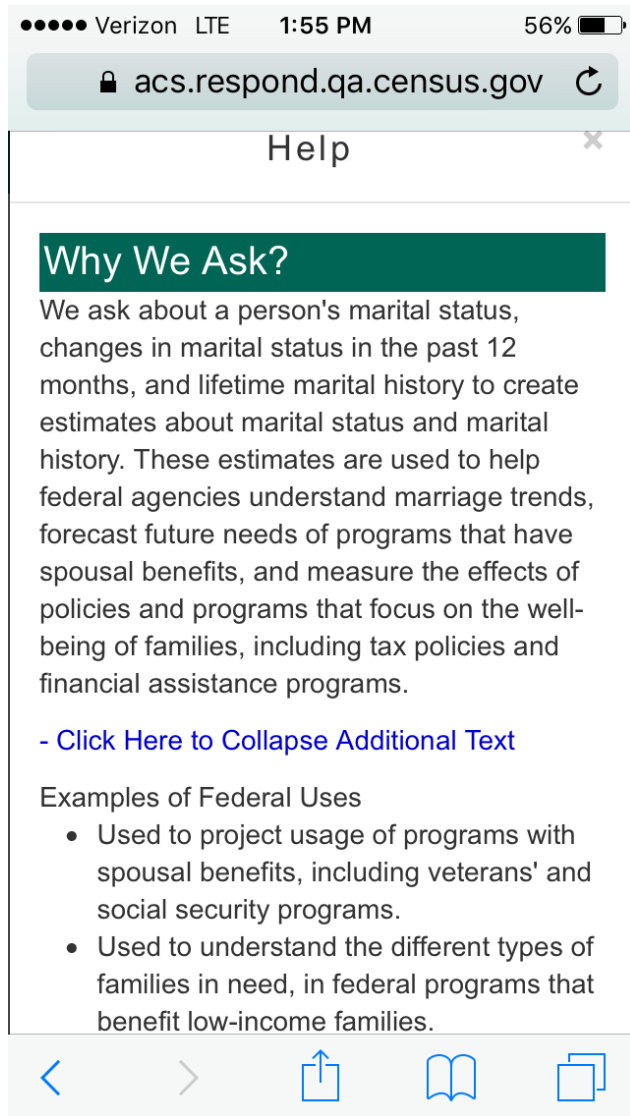 Verizon LTE 1:55 PM 56%
acs.respond.qa.census.gov
Help ×
Why We Ask?
We ask about a person's marital status,
changes in marital status in the past 12
months, and lifetime marital history to create
estimates about marital status and marital
history. These estimates are used to help
federal agencies understand marriage trends,
forecast future needs of programs that have
spousal benefits, and measure the effects of
policies and programs that focus on the well-
being of families, including tax policies and
financial assistance programs.
- Click Here to Collapse Additional Text
Examples of Federal Uses
• Used to project usage of programs with
spousal benefits, including veterans' and
social security programs.
• Used to understand the different types of
families in need, in federal programs that
benefit low-income families.